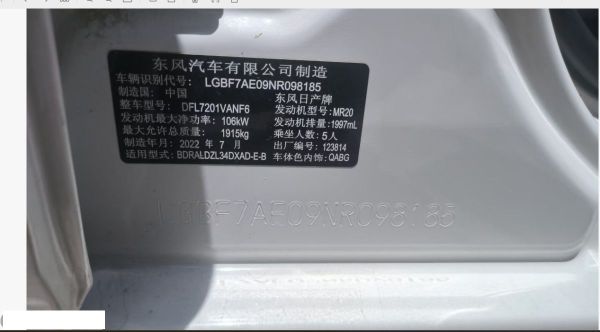 东风汽车有限公司制造
车辆识别代号: LGBF7AE09NR098185
制造国: 中国 东风日产牌
整车型号: DFL7201VANF6 发动机型号: MR20
发动机最大净功率: 106kW 发动机排量: 1997mL
最大允许总质量: 1915kg 乘坐人数: 5人
制造年月: 2022 年 7 月 出厂编号: 123814
适用型式: BDRALDZL34DXAD-E-B 车体色内饰: QABG
LGBF7AE09NR098185